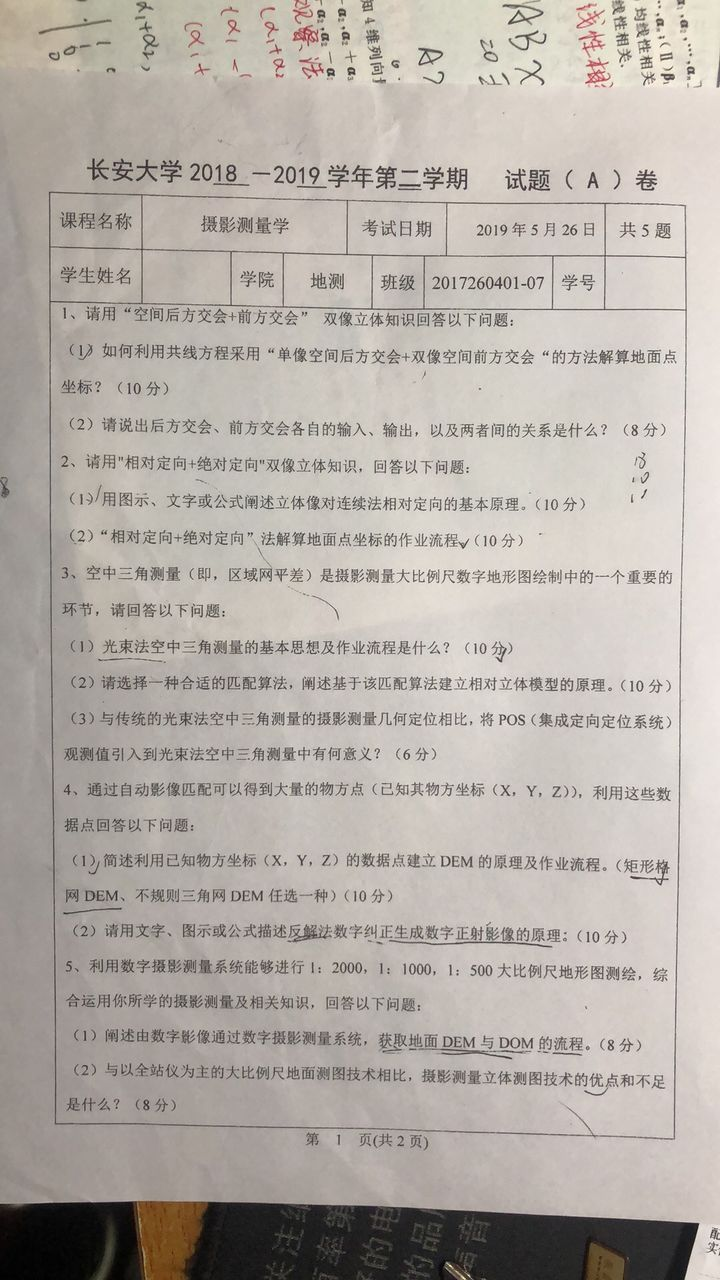 知 4 维列向
观察法
A?
ABX
线性相关
均线性相关
线性相关.
长安大学 2018 —2019 学年第二学期 试题（ A ）卷
课程名称 摄影测量学 考试日期 2019 年 5 月 26 日 共 5 题
学生姓名 学院 地测 班级 2017260401-07 学号
1、请用“空间后方交会+前方交会” 双像立体知识回答以下问题：
（1）如何利用共线方程采用“单像空间后方交会+双像空间前方交会“的方法解算地面点
坐标？（10 分）
（2）请说出后方交会、前方交会各自的输入、输出，以及两者间的关系是什么？（8 分）
2、请用"相对定向+绝对定向"双像立体知识，回答以下问题：
（1）用图示、文字或公式阐述立体像对连续法相对定向的基本原理。（10 分）
（2）“相对定向+绝对定向”法解算地面点坐标的作业流程（10 分）
3、空中三角测量（即，区域网平差）是摄影测量大比例尺数字地形图绘制中的一个重要的
环节，请回答以下问题：
（1）光束法空中三角测量的基本思想及作业流程是什么？（10 分）
（2）请选择一种合适的匹配算法，阐述基于该匹配算法建立相对立体模型的原理。（10 分）
（3）与传统的光束法空中三角测量的摄影测量几何定位相比，将 POS（集成定向定位系统）
观测值引入到光束法空中三角测量中有何意义？（6 分）
4、通过自动影像匹配可以得到大量的物方点（已知其物方坐标（X，Y，Z）），利用这些数
据点回答以下问题：
（1）简述利用已知物方坐标（X，Y，Z）的数据点建立 DEM 的原理及作业流程。（矩形格
网 DEM、不规则三角网 DEM 任选一种）（10 分）
（2）请用文字、图示或公式描述反解法数字纠正生成数字正射影像的原理：（10 分）
5、利用数字摄影测量系统能够进行 1：2000，1：1000，1：500 大比例尺地形图测绘，综
合运用你所学的摄影测量及相关知识，回答以下问题：
（1）阐述由数字影像通过数字摄影测量系统，获取地面 DEM 与 DOM 的流程。（8 分）
（2）与以全站仪为主的大比例尺地面测图技术相比，摄影测量立体测图技术的优点和不足
是什么？（8 分）
第 1 页(共 2 页)